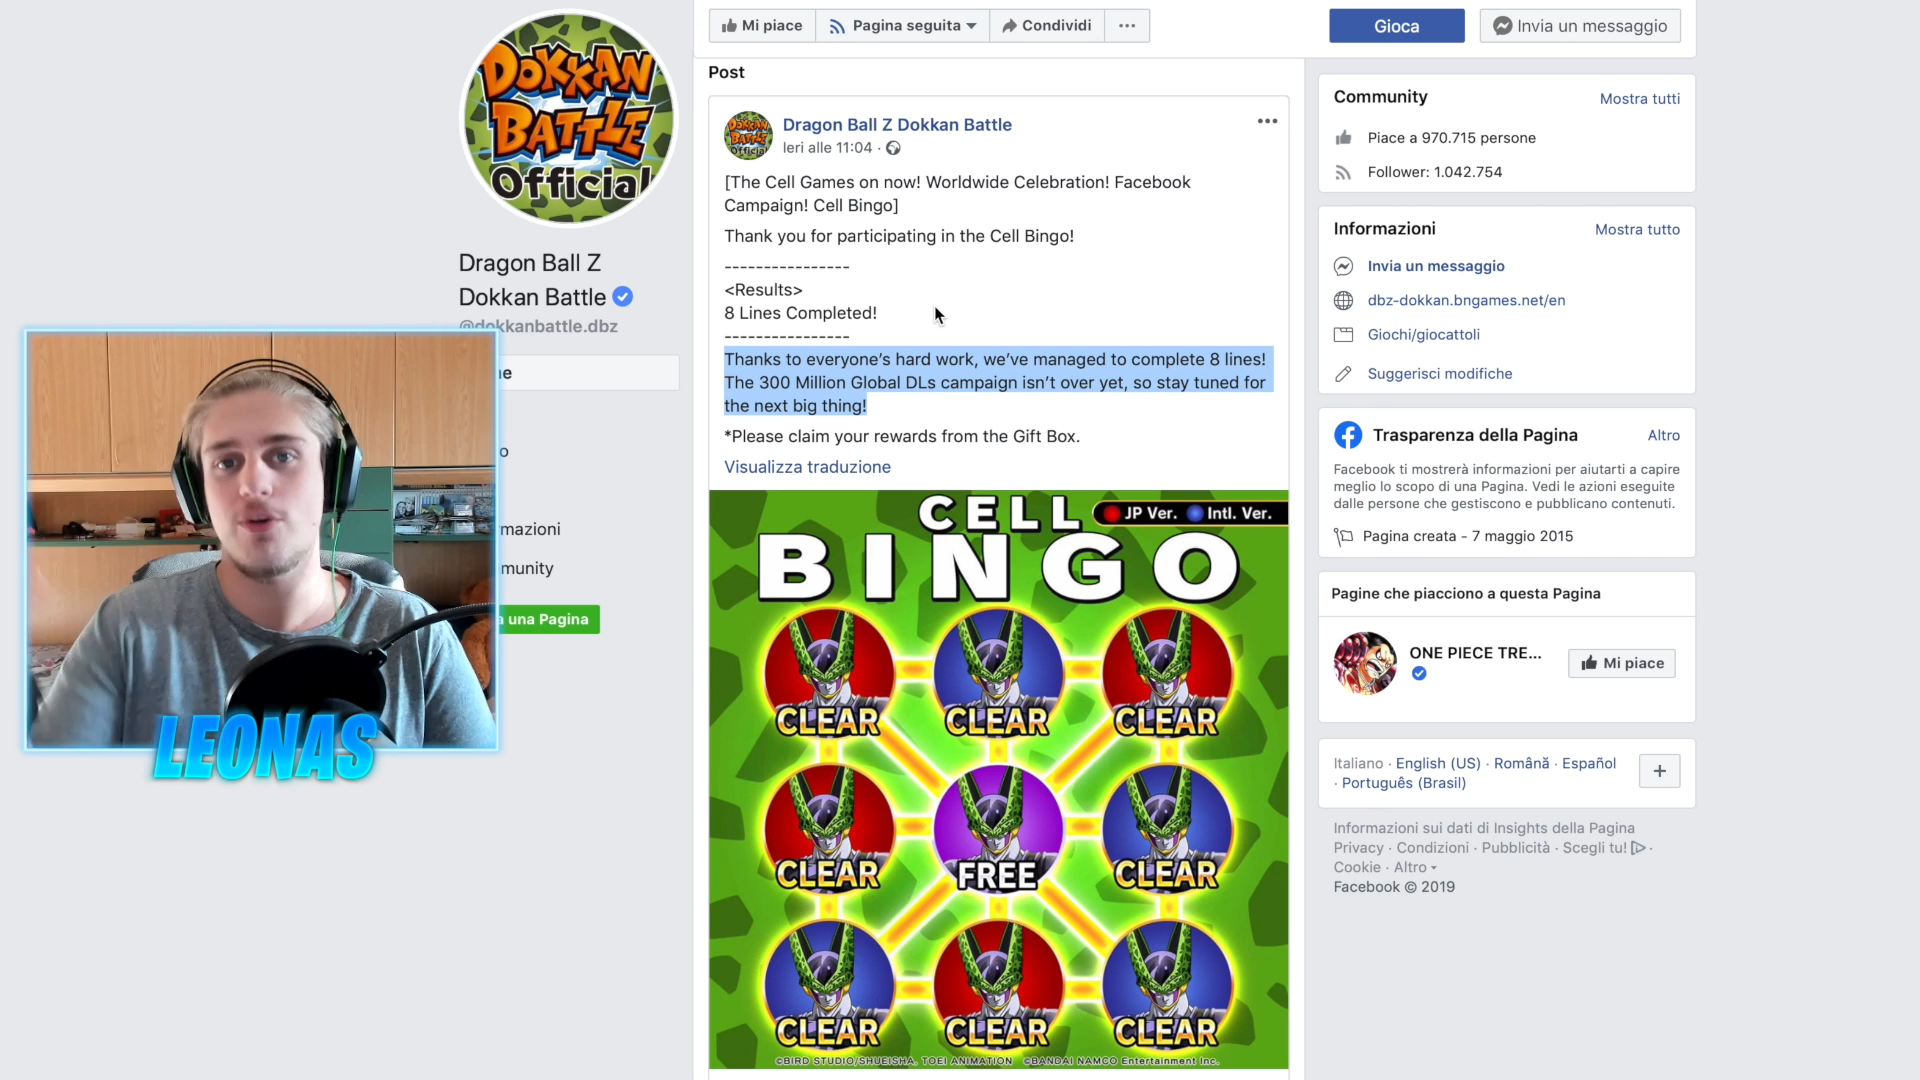 DOKKAN
BATTLE
Official
Dragon Ball Z
Dokkan Battle
@dokkanbattle.dbz
una Pagina
LEONAS
Mi piace
Pagina seguita
Condividi
Gioca
Invia un messaggio
Post
DOKKAN
BATTLE
Official
Dragon Ball Z Dokkan Battle
Ieri alle 11:04 ·
[The Cell Games on now! Worldwide Celebration! Facebook
Campaign! Cell Bingo]
Thank you for participating in the Cell Bingo!
----------------
<Results>
8 Lines Completed!
----------------
Thanks to everyone's hard work, we've managed to complete 8 lines!
The 300 Million Global DLs campaign isn't over yet, so stay tuned for
the next big thing!
*Please claim your rewards from the Gift Box.
Visualizza traduzione
CELL
JP Ver. Intl. Ver.
BINGO
CLEAR CLEAR CLEAR
CLEAR FREE CLEAR
CLEAR CLEAR CLEAR
©BIRD STUDIO/SHUEISHA, TOEI ANIMATION ©BANDAI NAMCO Entertainment Inc.
Community
Mostra tutti
Piace a 970.715 persone
Follower: 1.042.754
Informazioni
Mostra tutto
Invia un messaggio
dbz-dokkan.bngames.net/en
Giochi/giocattoli
Suggerisci modifiche
Trasparenza della Pagina
Altro
Facebook ti mostrerà informazioni per aiutarti a capire
meglio lo scopo di una Pagina. Vedi le azioni eseguite
dalle persone che gestiscono e pubblicano contenuti.
Pagina creata - 7 maggio 2015
Pagine che piacciono a questa Pagina
ONE PIECE TRE...
Mi piace
Italiano · English (US) · Română · Español
· Português (Brasil)
Informazioni sui dati di Insights della Pagina
Privacy · Condizioni · Pubblicità · Scegli tu! ·
Cookie · Altro
Facebook © 2019